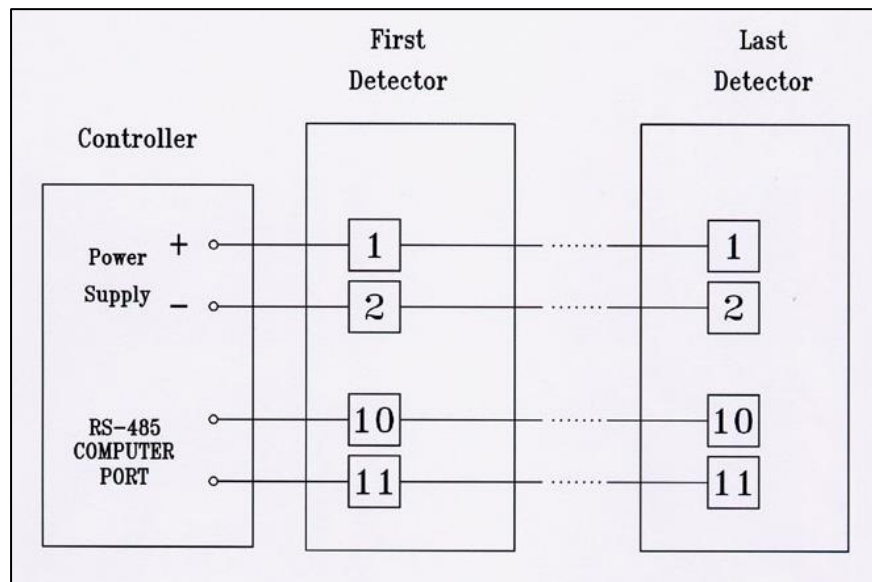 First
Detector
Last
Detector
Controller
Power
Supply
+
-
1
2
1
2
RS-485
COMPUTER
PORT
10
11
10
11